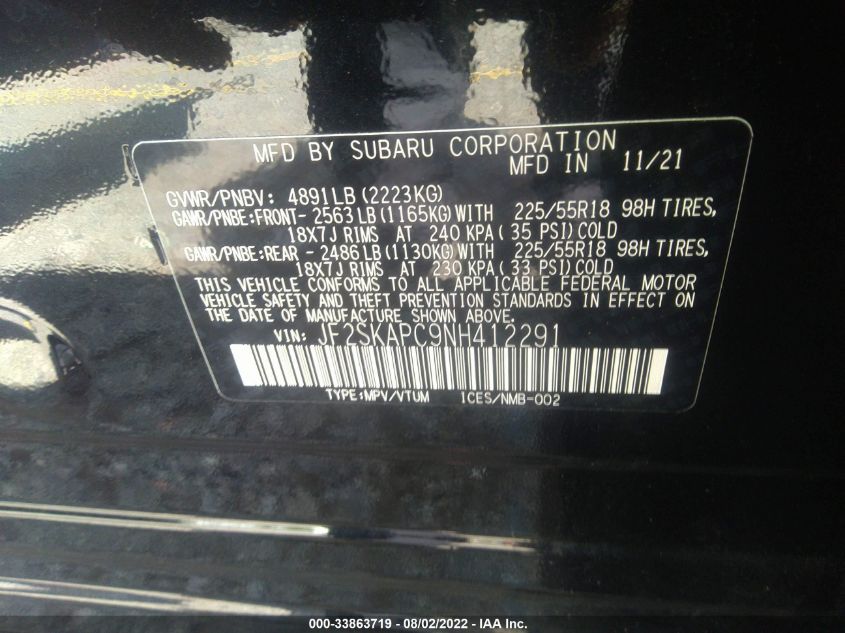 MFD BY SUBARU CORPORATION
MFD IN 11/21
GVWR/PNBV: 4891LB(2223KG)
GAWR/PNBE:FRONT- 2563LB(1165KG)WITH 225/55R18 98H TIRES,
18X7J RIMS AT 240 KPA(35 PSI)COLD
GAWR/PNBE:REAR - 2486LB(1130KG)WITH 225/55R18 98H TIRES,
18X7J RIMS AT 230 KPA(33 PSI)COLD
THIS VEHICLE CONFORMS TO ALL APPLICABLE FEDERAL MOTOR
VEHICLE SAFETY AND THEFT PREVENTION STANDARDS IN EFFECT ON
THE DATE OF MANUFACTURE SHOWN ABOVE.
VIN: JF2SKAPC9NH412291
TYPE:MPV/VTUM ICES/NMB-002
000-33863719 - 08/02/2022 - IAA Inc.